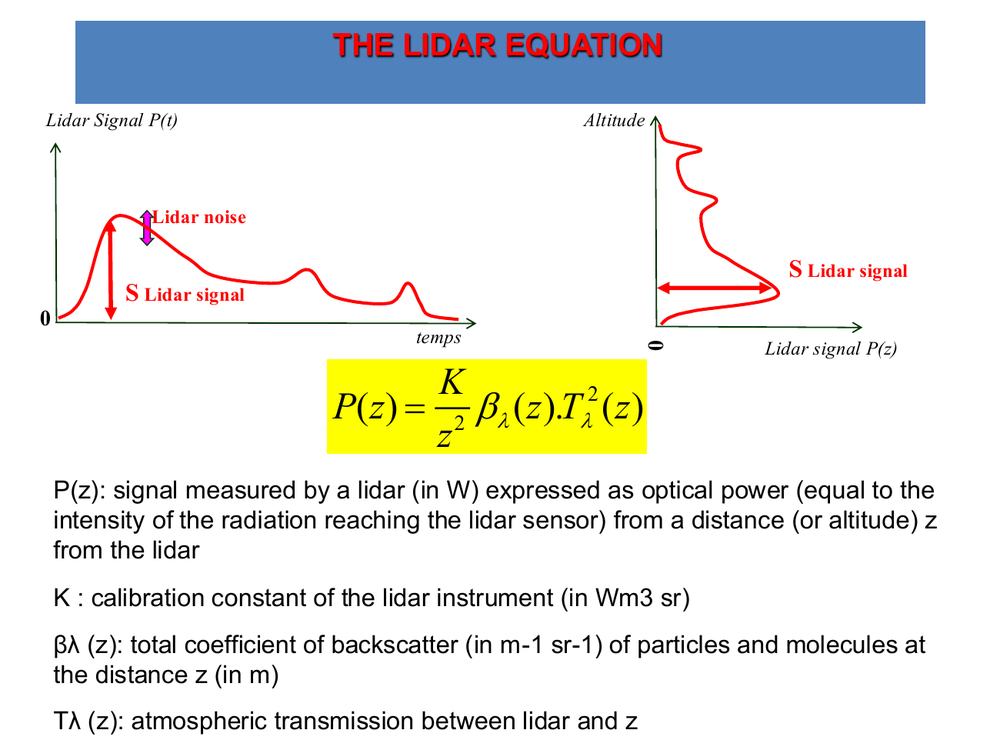 THE LIDAR EQUATION
Lidar Signal P(t)
Lidar noise
S Lidar signal
0
temps
Altitude
S Lidar signal
0
Lidar signal P(z)
P(z) = K/z² βλ(z).Tλ²(z)
P(z): signal measured by a lidar (in W) expressed as optical power (equal to the
intensity of the radiation reaching the lidar sensor) from a distance (or altitude) z
from the lidar
K : calibration constant of the lidar instrument (in Wm3 sr)
βλ (z): total coefficient of backscatter (in m-1 sr-1) of particles and molecules at
the distance z (in m)
Tλ (z): atmospheric transmission between lidar and z